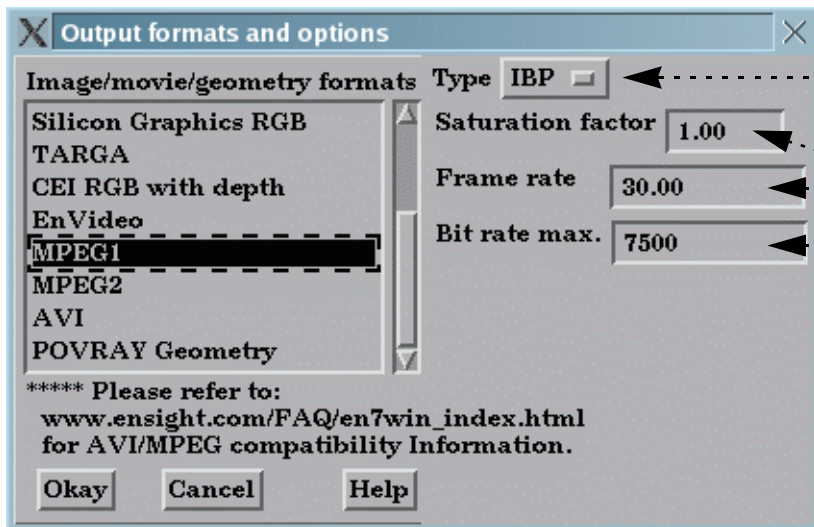 Output formats and options
Image/movie/geometry formats
Silicon Graphics RGB
TARGA
CEI RGB with depth
EnVideo
MPEG1
MPEG2
AVI
POVRAY Geometry
Type IBP
Saturation factor 1.00
Frame rate 30.00
Bit rate max. 7500
***** Please refer to:
www.ensight.com/FAQ/en7win_index.html
for AVI/MPEG compatibility Information.
Okay Cancel Help